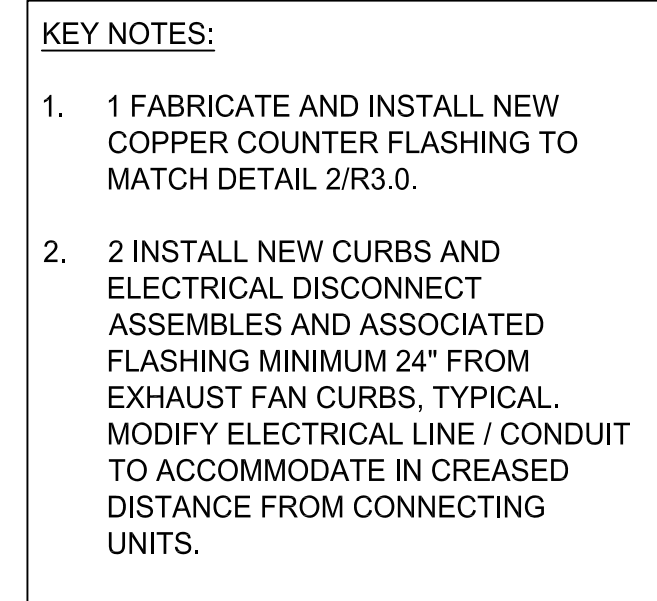 KEY NOTES:
1. 1 FABRICATE AND INSTALL NEW
COPPER COUNTER FLASHING TO
MATCH DETAIL 2/R3.0.
2. 2 INSTALL NEW CURBS AND
ELECTRICAL DISCONNECT
ASSEMBLES AND ASSOCIATED
FLASHING MINIMUM 24" FROM
EXHAUST FAN CURBS, TYPICAL.
MODIFY ELECTRICAL LINE / CONDUIT
TO ACCOMMODATE IN CREASED
DISTANCE FROM CONNECTING
UNITS.